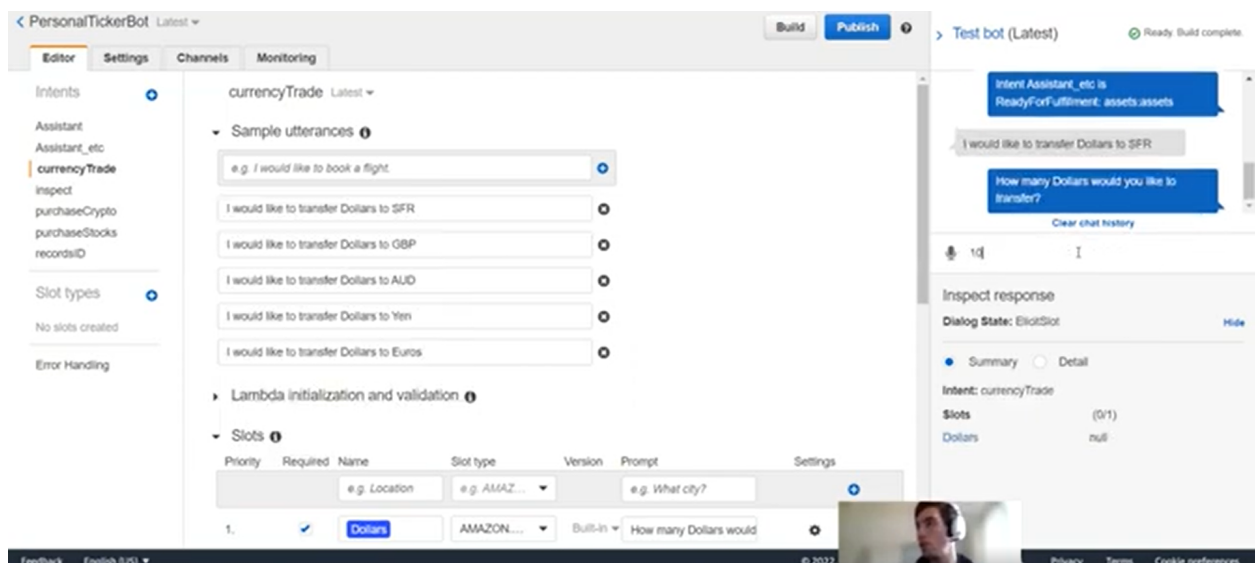 PersonalTickerBot Latest
Build
Publish
Editor
Settings
Channels
Monitoring
Intents
Assistant
Assistant_etc
currencyTrade
inspect
purchaseCrypto
purchaseStocks
recordsID
Slot types
No slots created
Error Handling
currencyTrade Latest
Sample utterances
e.g. I would like to book a flight.
I would like to transfer Dollars to SFR
I would like to transfer Dollars to GBP
I would like to transfer Dollars to AUD
I would like to transfer Dollars to Yen
I would like to transfer Dollars to Euros
Lambda initialization and validation
Slots
Priority Required Name Slot type Version Prompt Settings
e.g. Location e.g. AMAZ... e.g. What city?
1. Dollars AMAZON.... Built-in How many Dollars would
Test bot (Latest)
Ready. Build complete.
Intent Assistant_etc is
ReadyForFulfillment: assets:assets
I would like to transfer Dollars to SFR
How many Dollars would you like to
transfer?
Clear chat history
10
Inspect response
Dialog State: ElicitSlot
Hide
Summary Detail
Intent: currencyTrade
Slots (0/1)
Dollars null
Feedback English (US) © 2022 Privacy Terms Cookie preferences